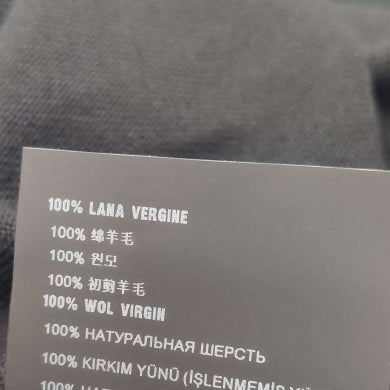 100% LANA VERGINE
100% 绵羊毛
100% 원모
100% 初剪羊毛
100% WOL VIRGIN
100% НАТУРАЛЬНАЯ ШЕРСТЬ
100% KIRKIM YÜNÜ (İŞLENMEMİŞ
100%